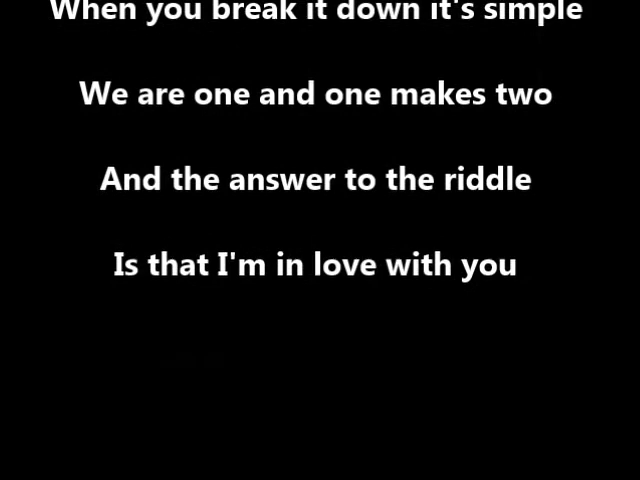 When you break it down it's simple
We are one and one makes two
And the answer to the riddle
Is that I'm in love with you